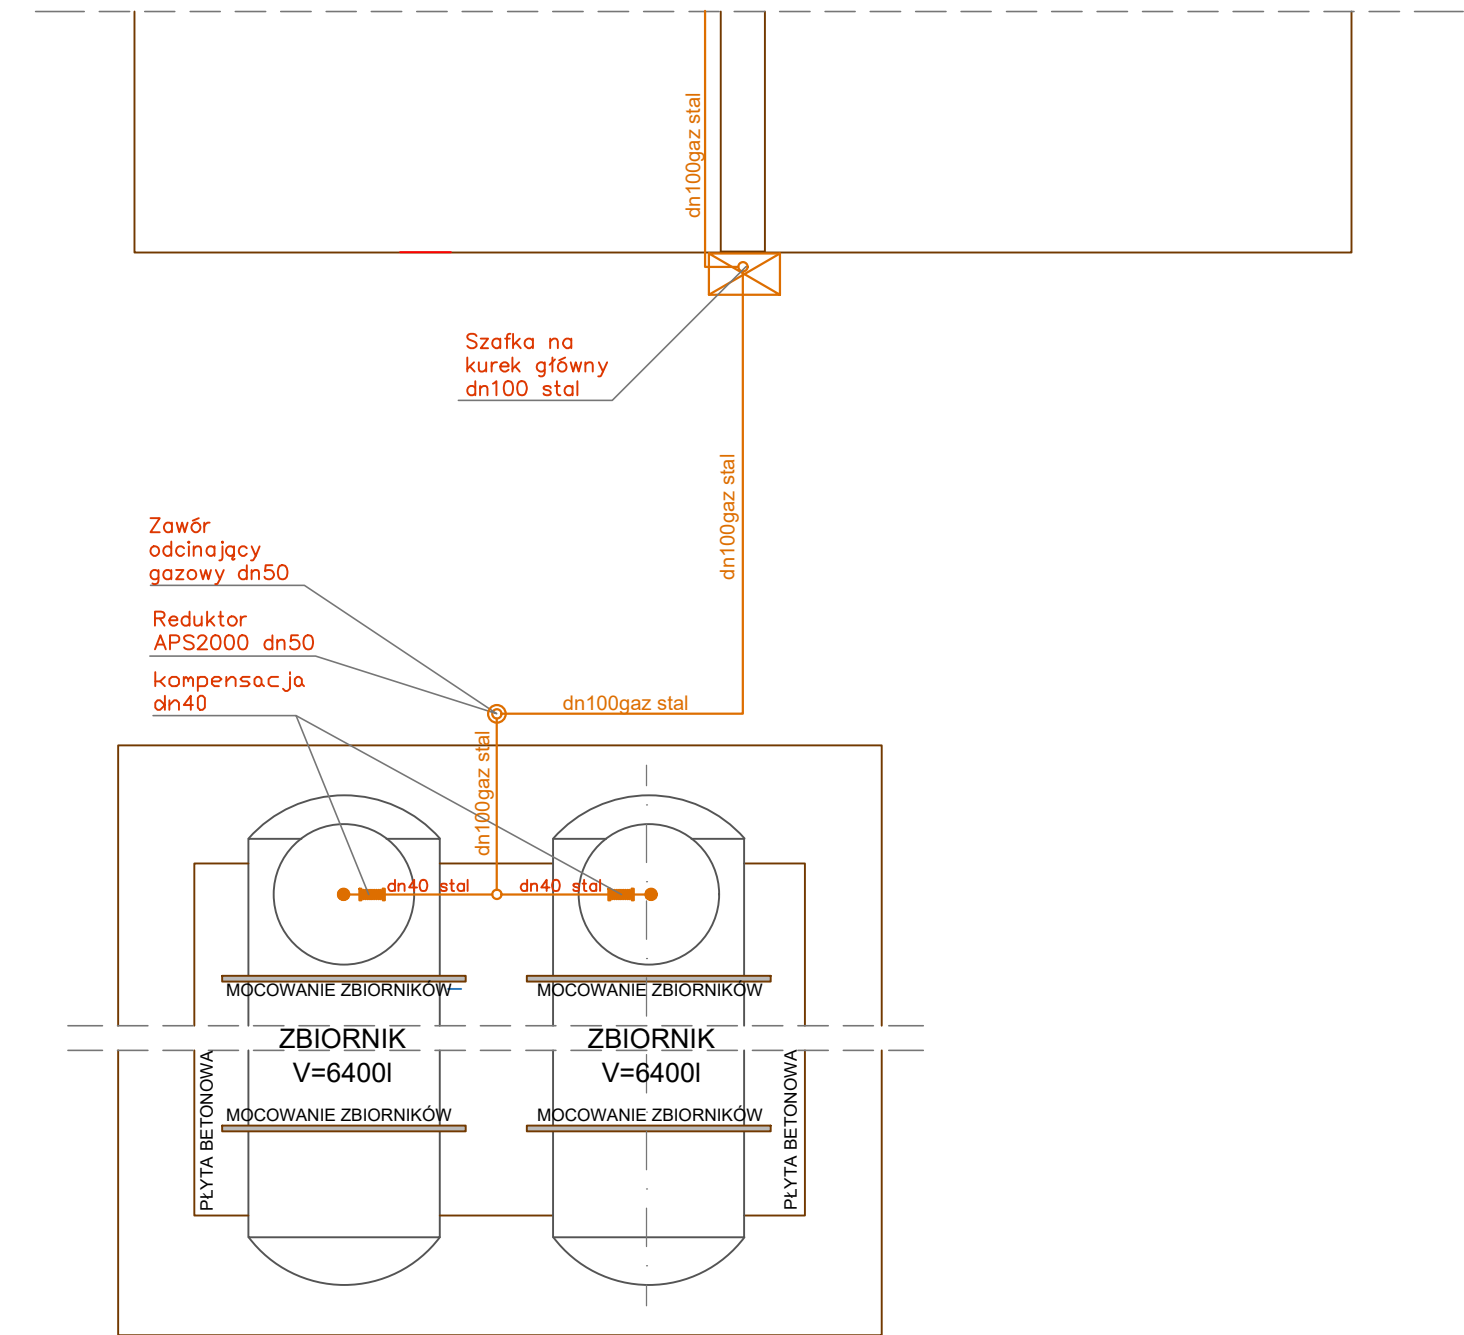 dn100gaz stal
Szafka na
kurek główny
dn100 stal
dn100gaz stal
Zawór
odcinający
gazowy dn50
Reduktor
APS2000 dn50
kompensacja
dn40
dn100gaz stal
dn100gaz stal
dn40 stal
dn40 stal
MOCOWANIE ZBIORNIKÓW
MOCOWANIE ZBIORNIKÓW
ZBIORNIK
V=6400l
ZBIORNIK
V=6400l
MOCOWANIE ZBIORNIKÓW
MOCOWANIE ZBIORNIKÓW
PŁYTA BETONOWA
PŁYTA BETONOWA